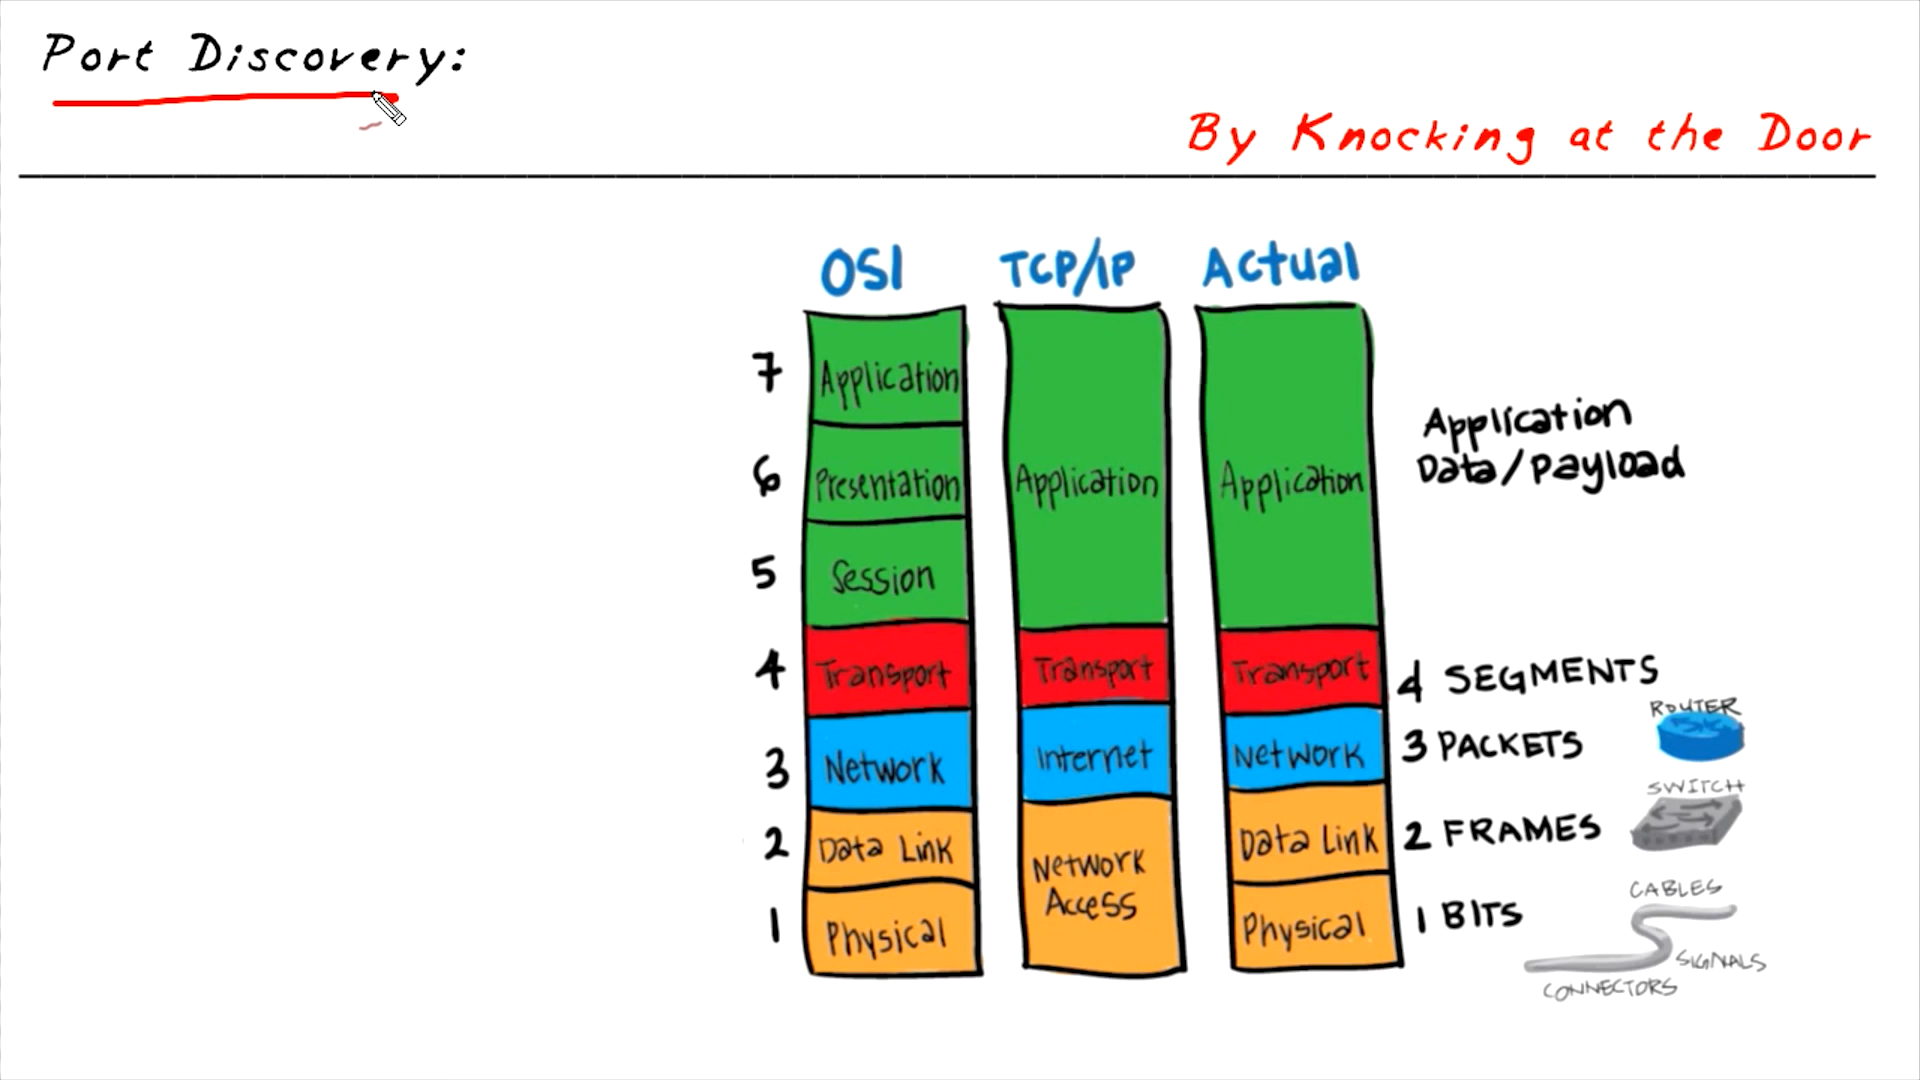 Port Discovery:
By Knocking at the Door
OSI TCP/IP Actual
7 Application
6 Presentation
5 Session
Application
Application
Application
Data/Payload
4 Transport Transport Transport 4 SEGMENTS
3 Network Internet Network 3 PACKETS
ROUTER
2 Data Link
Network
Access
Data Link 2 FRAMES
SWITCH
1 Physical
Physical 1 BITS
CABLES
SIGNALS
CONNECTORS